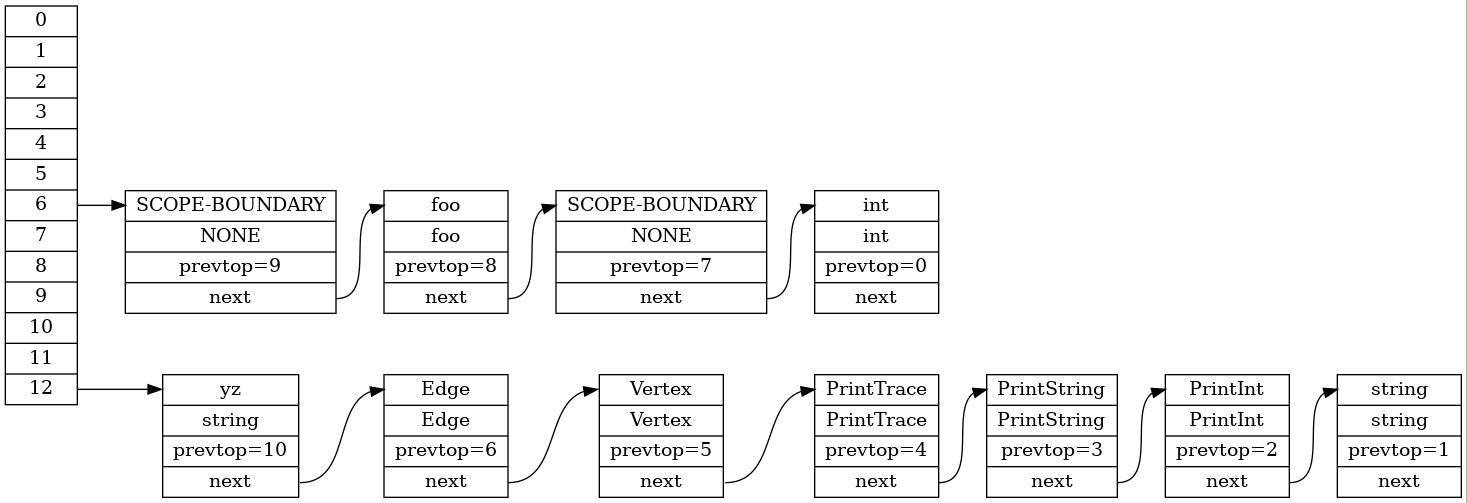 0
1
2
3
4
5
6
7
8
9
10
11
12
SCOPE-BOUNDARY
NONE
prevtop=9
next
foo
foo
prevtop=8
next
SCOPE-BOUNDARY
NONE
prevtop=7
next
int
int
prevtop=0
next
yz
string
prevtop=10
next
Edge
Edge
prevtop=6
next
Vertex
Vertex
prevtop=5
next
PrintTrace
PrintTrace
prevtop=4
next
PrintString
PrintString
prevtop=3
next
PrintInt
PrintInt
prevtop=2
next
string
string
prevtop=1
next